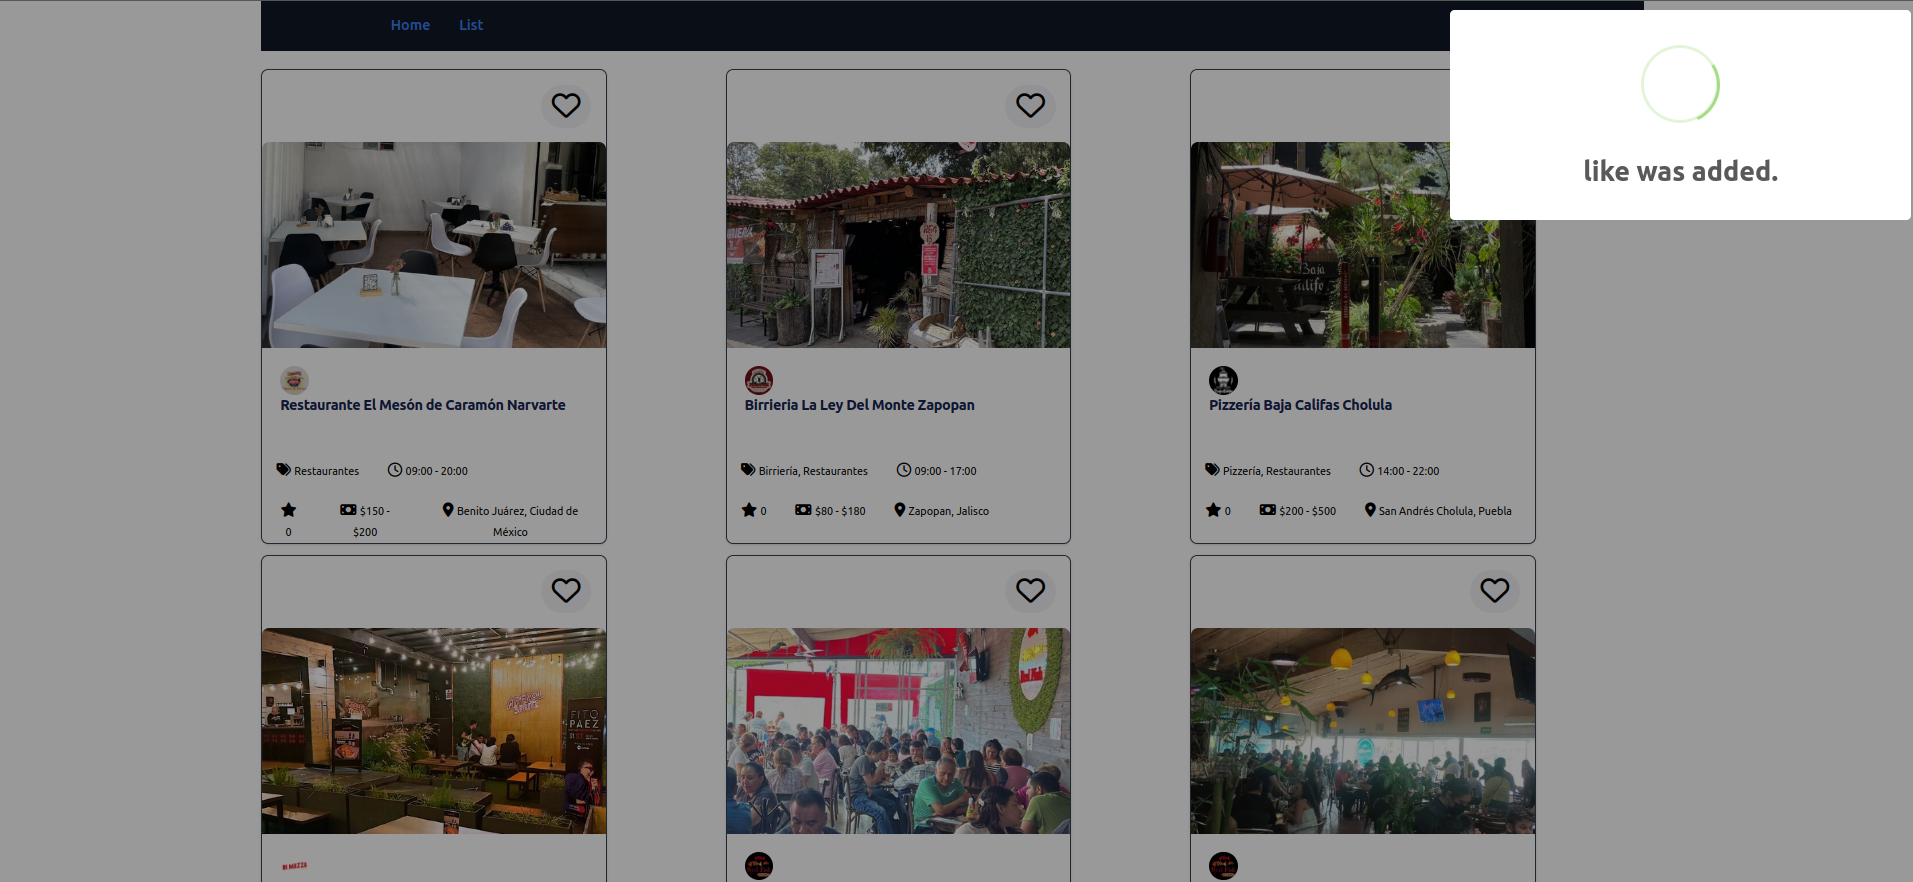 Home List
like was added.
Restaurante El Mesón de Caramón Narvarte
Restaurantes 09:00 - 20:00
0 $150 - $200 Benito Juárez, Ciudad de México
Birrieria La Ley Del Monte Zapopan
Birriería, Restaurantes 09:00 - 17:00
0 $80 - $180 Zapopan, Jalisco
Baja
Pizzería Baja Califas Cholula
Pizzería, Restaurantes 14:00 - 22:00
0 $200 - $500 San Andrés Cholula, Puebla
FITO
PAEZ